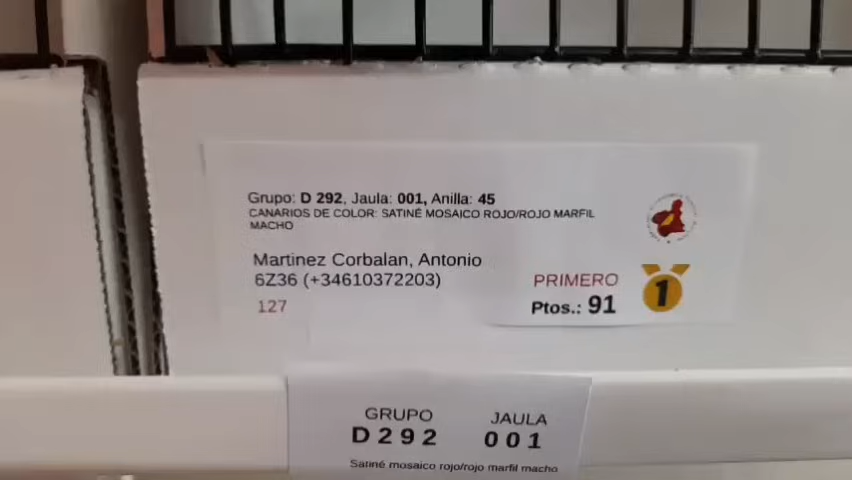 Grupo: D 292, Jaula: 001, Anilla: 45
CANARIOS DE COLOR: SATINÉ MOSAICO ROJO/ROJO MARFIL
MACHO
Martinez Corbalan, Antonio
6Z36 (+34610372203)
127
PRIMERO
Ptos.: 91
1
GRUPO JAULA
D292 001
Satiné mosaico rojo/rojo marfil macho